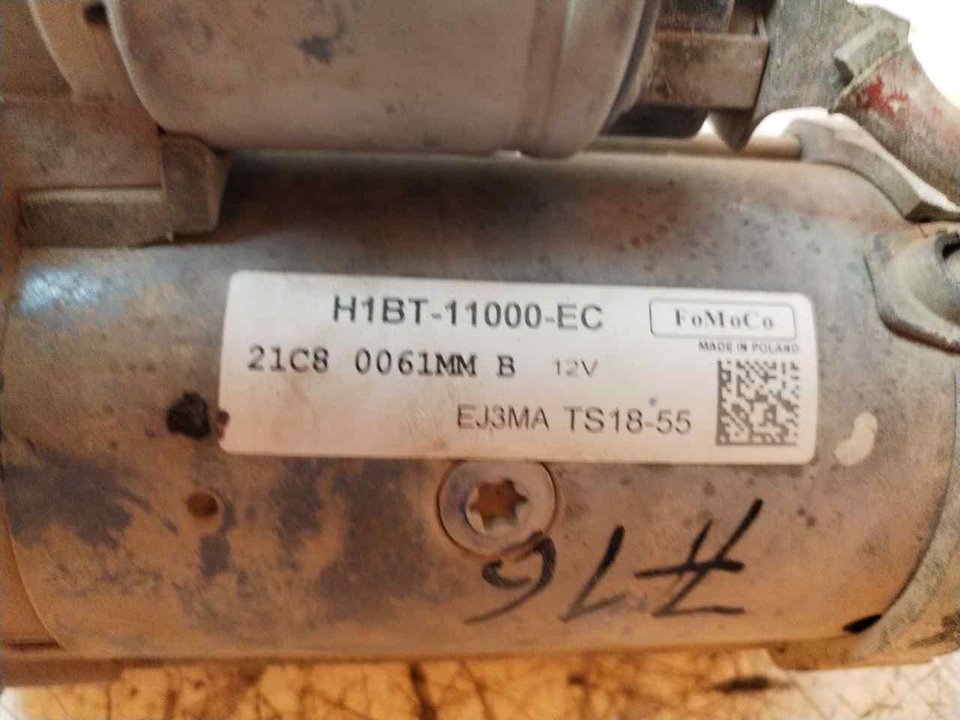 H1BT-11000-EC
FoMoCo
MADE IN POLAND
21C8 0061MM B 12V
EJ3MA TS18-55